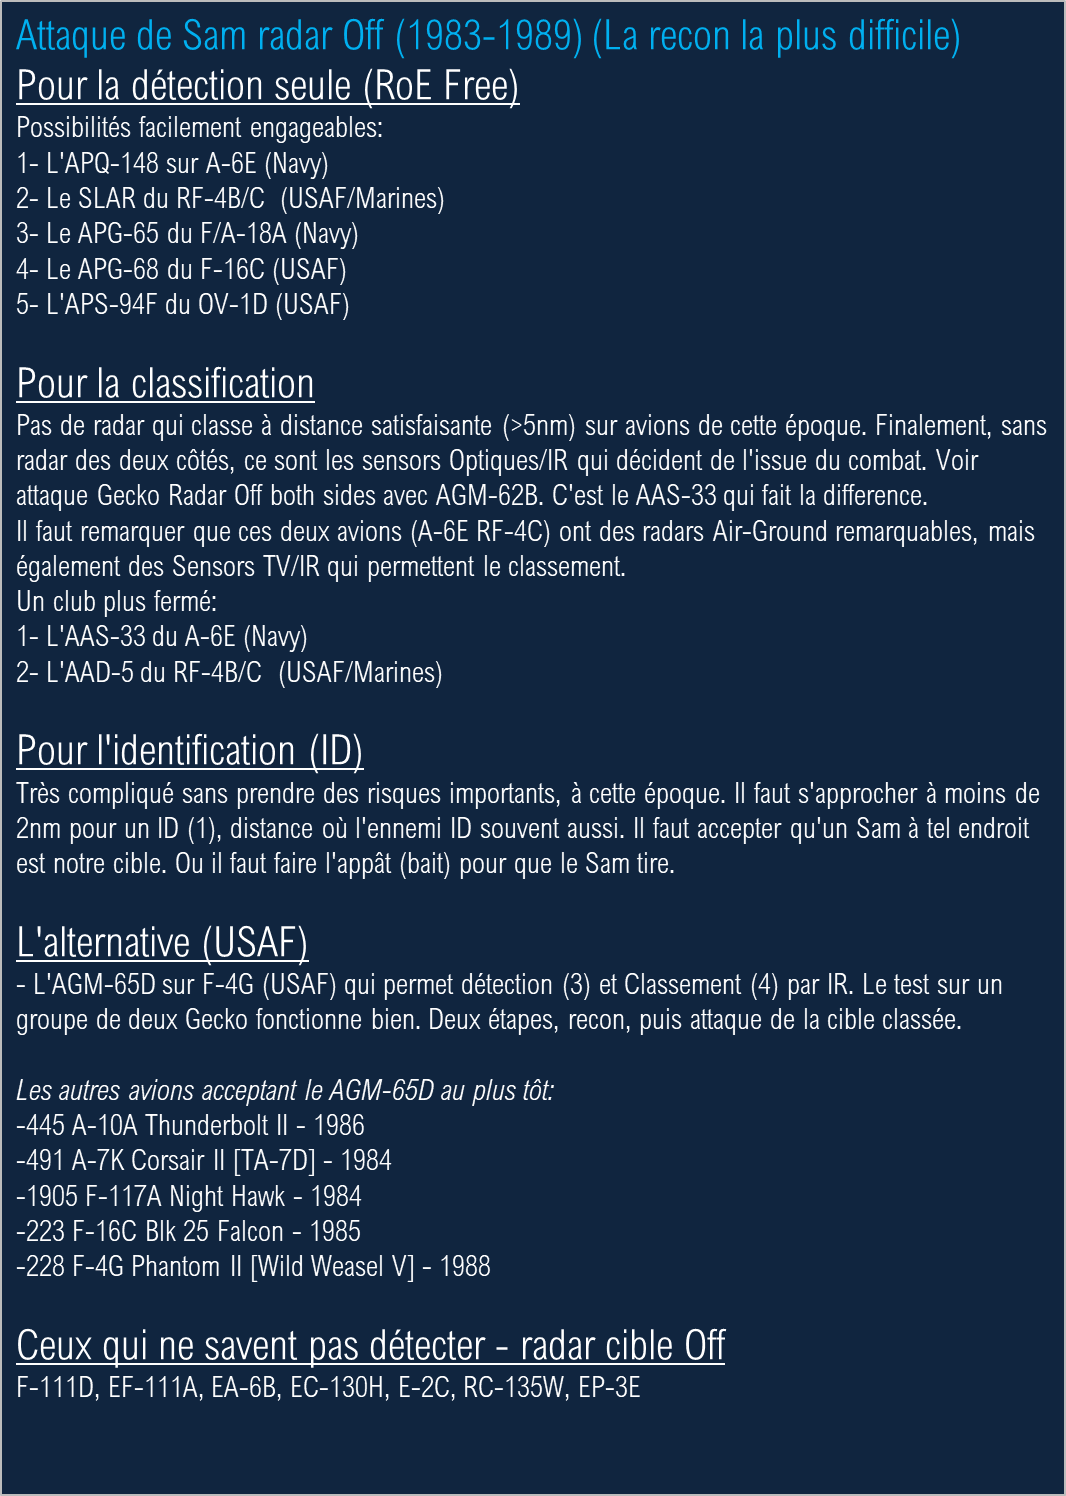 Attaque de Sam radar Off (1983-1989) (La recon la plus difficile)
Pour la détection seule (RoE Free)
Possibilités facilement engageables:
1- L'APQ-148 sur A-6E (Navy)
2- Le SLAR du RF-4B/C  (USAF/Marines)
3- Le APG-65 du F/A-18A (Navy)
4- Le APG-68 du F-16C (USAF)
5- L'APS-94F du OV-1D (USAF)
Pour la classification
Pas de radar qui classe à distance satisfaisante (>5nm) sur avions de cette époque. Finalement, sans
radar des deux côtés, ce sont les sensors Optiques/IR qui décident de l'issue du combat. Voir
attaque Gecko Radar Off both sides avec AGM-62B. C'est le AAS-33 qui fait la difference.
Il faut remarquer que ces deux avions (A-6E RF-4C) ont des radars Air-Ground remarquables, mais
également des Sensors TV/IR qui permettent le classement.
Un club plus fermé:
1- L'AAS-33 du A-6E (Navy)
2- L'AAD-5 du RF-4B/C  (USAF/Marines)
Pour l'identification (ID)
Très compliqué sans prendre des risques importants, à cette époque. Il faut s'approcher à moins de
2nm pour un ID (1), distance où l'ennemi ID souvent aussi. Il faut accepter qu'un Sam à tel endroit
est notre cible. Ou il faut faire l'appât (bait) pour que le Sam tire.
L'alternative (USAF)
- L'AGM-65D sur F-4G (USAF) qui permet détection (3) et Classement (4) par IR. Le test sur un
groupe de deux Gecko fonctionne bien. Deux étapes, recon, puis attaque de la cible classée.
Les autres avions acceptant le AGM-65D au plus tôt:
-445 A-10A Thunderbolt II - 1986
-491 A-7K Corsair II [TA-7D] - 1984
-1905 F-117A Night Hawk - 1984
-223 F-16C Blk 25 Falcon - 1985
-228 F-4G Phantom II [Wild Weasel V] - 1988
Ceux qui ne savent pas détecter - radar cible Off
F-111D, EF-111A, EA-6B, EC-130H, E-2C, RC-135W, EP-3E